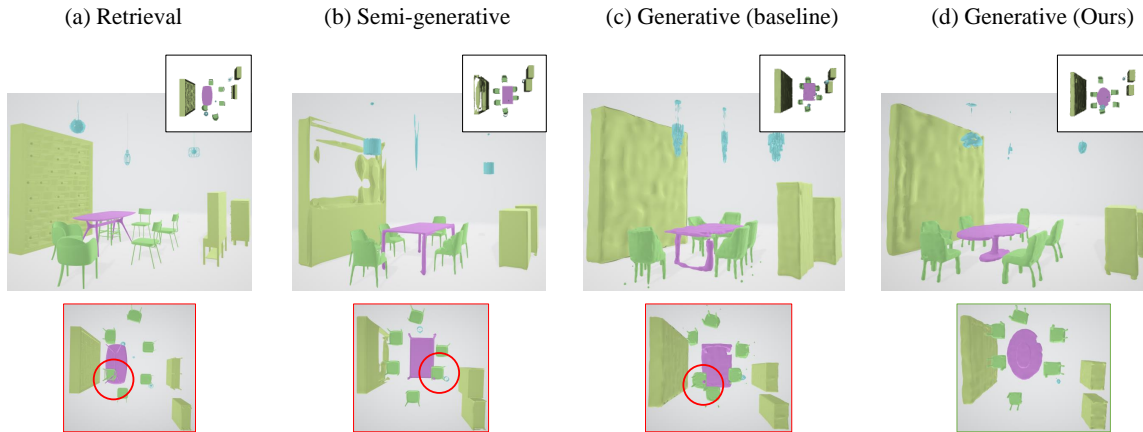 (a) Retrieval
(b) Semi-generative
(c) Generative (baseline)
(d) Generative (Ours)